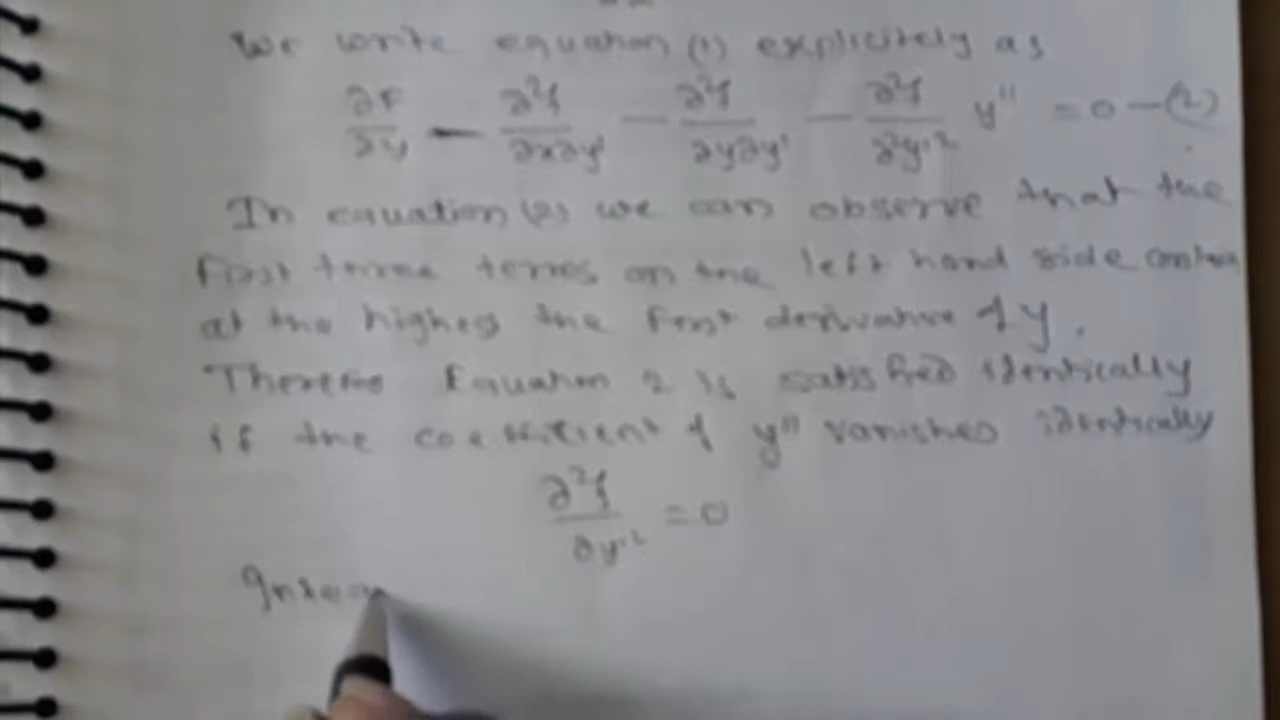 We write equation (1) explicitely as
∂F/∂y - ∂²f/∂x∂y' - ∂²f/∂y∂y' - ∂²f/∂y'² y'' = 0 - (2)
In equation (2) we can observe that the
first three terms on the left hand side
at the highest the first derivative of y.
Therefore Equation 2 is satisfied identically
if the coefficient of y'' vanishes identically
∂²f/∂y'² = 0
Integ